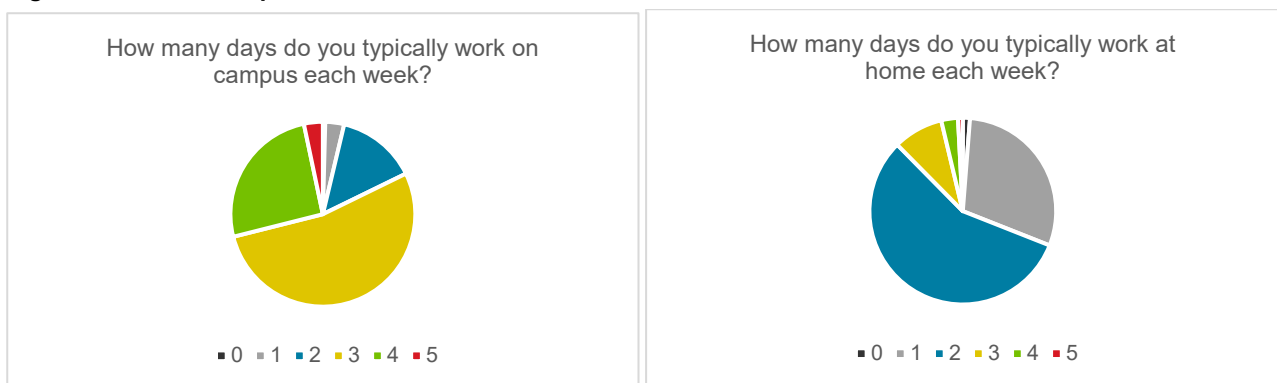 How many days do you typically work on
campus each week?
0 1 2 3 4 5
How many days do you typically work at
home each week?
0 1 2 3 4 5